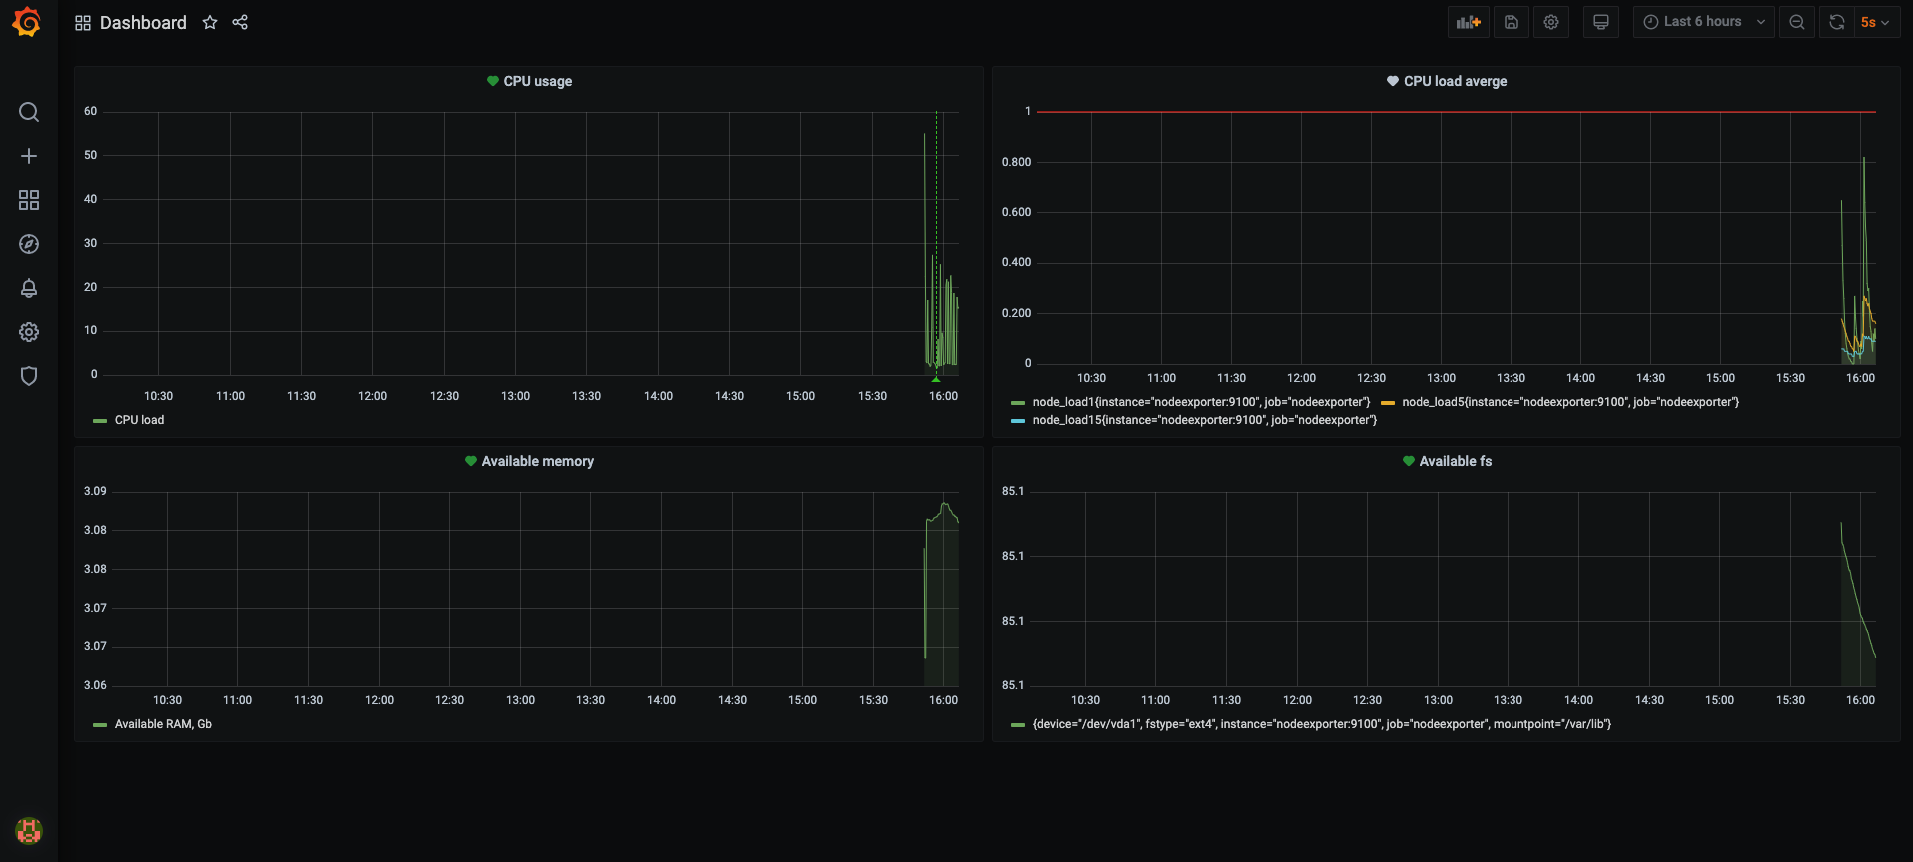 Dashboard
Last 6 hours
5s
CPU usage
60
50
40
30
20
10
0
10:30 11:00 11:30 12:00 12:30 13:00 13:30 14:00 14:30 15:00 15:30 16:00
CPU load
CPU load averge
1
0.800
0.600
0.400
0.200
0
10:30 11:00 11:30 12:00 12:30 13:00 13:30 14:00 14:30 15:00 15:30 16:00
node_load1{instance="nodeexporter:9100", job="nodeexporter"} node_load5{instance="nodeexporter:9100", job="nodeexporter"}
node_load15{instance="nodeexporter:9100", job="nodeexporter"}
Available memory
3.09
3.08
3.08
3.07
3.07
3.06
10:30 11:00 11:30 12:00 12:30 13:00 13:30 14:00 14:30 15:00 15:30 16:00
Available RAM, Gb
Available fs
85.1
85.1
85.1
85.1
10:30 11:00 11:30 12:00 12:30 13:00 13:30 14:00 14:30 15:00 15:30 16:00
{device="/dev/vda1", fstype="ext4", instance="nodeexporter:9100", job="nodeexporter", mountpoint="/var/lib"}